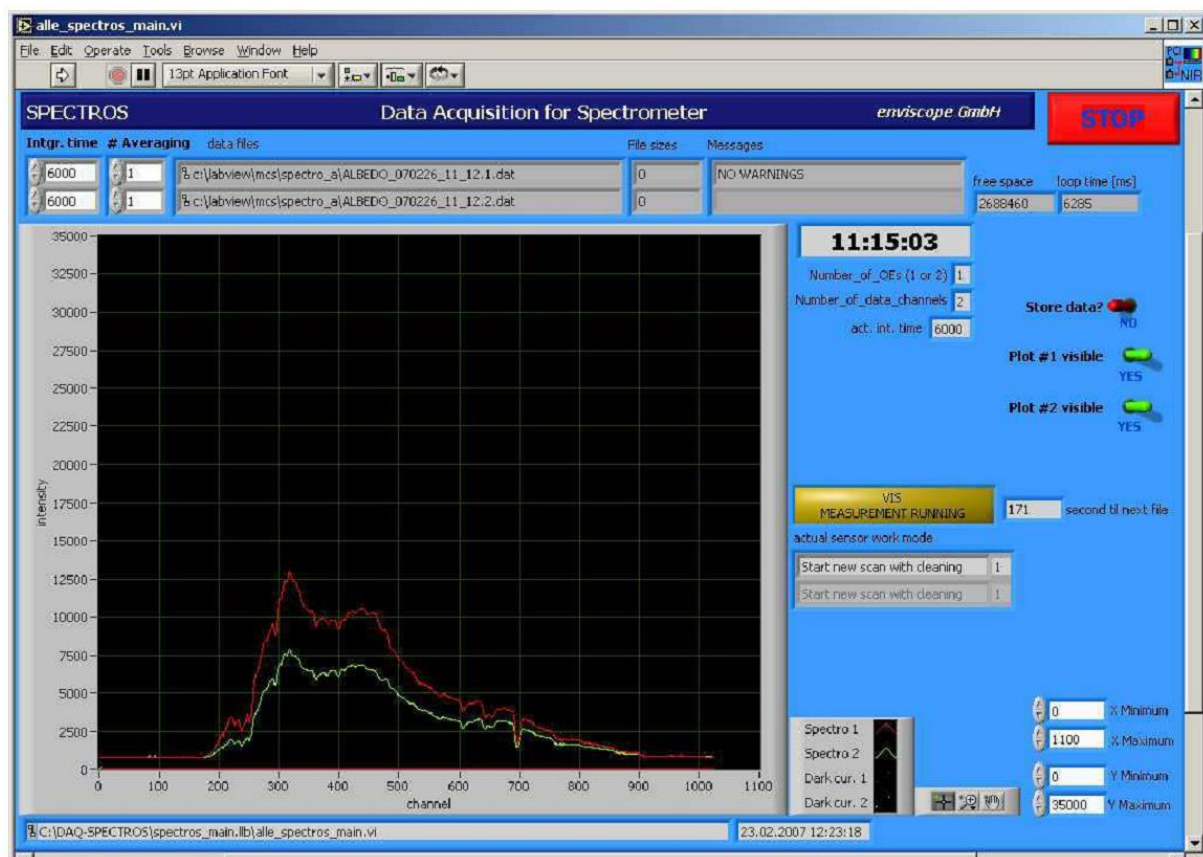 alle_spectros_main.vi
File Edit Operate Tools Browse Window Help
13pt Application Font
SPECTROS Data Acquisition for Spectrometer enviscope GmbH STOP
Intgr. time # Averaging data files File sizes Messages
6000 1 c:\labview\mcs\spectro_a\ALBEDO_070226_11_12.1.dat 0 NO WARNINGS
free space loop time [ms]
6000 1 c:\labview\mcs\spectro_a\ALBEDO_070226_11_12.2.dat 0 2688460 6285
11:15:03
Number_of_OEs (1 or 2) 1
Number_of_data_channels 2
act. int. time 6000
Store data? NO
Plot #1 visible YES
Plot #2 visible YES
VIS
MEASUREMENT RUNNING
171 second til next file
actual sensor work mode
Start new scan with cleaning 1
Start new scan with cleaning 1
35000
32500
30000
27500
25000
22500
20000
17500
15000
12500
10000
7500
5000
2500
0
intensity
0 100 200 300 400 500 600 700 800 900 1000 1100
channel
Spectro 1
Spectro 2
Dark cur. 1
Dark cur. 2
0 X Minimum
1100 X Maximum
0 Y Minimum
35000 Y Maximum
C:\DAQ-SPECTROS\spectros_main.llb\alle_spectros_main.vi 23.02.2007 12:23:18